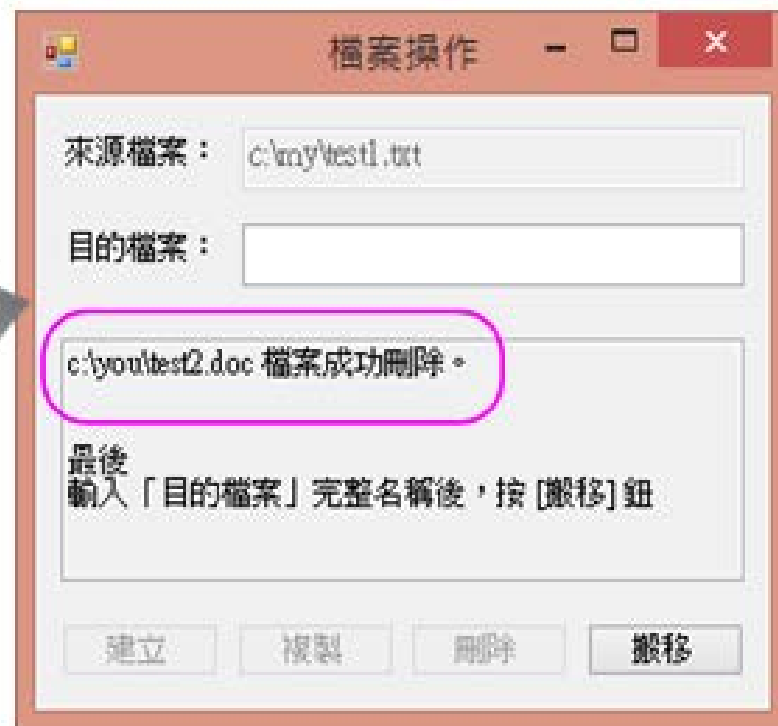 檔案操作
來源檔案： c:\my\test1.txt
目的檔案：
c:\you\test2.doc 檔案成功刪除。
最後
輸入「目的檔案」完整名稱後，按 [搬移] 鈕
建立 複製 刪除 搬移